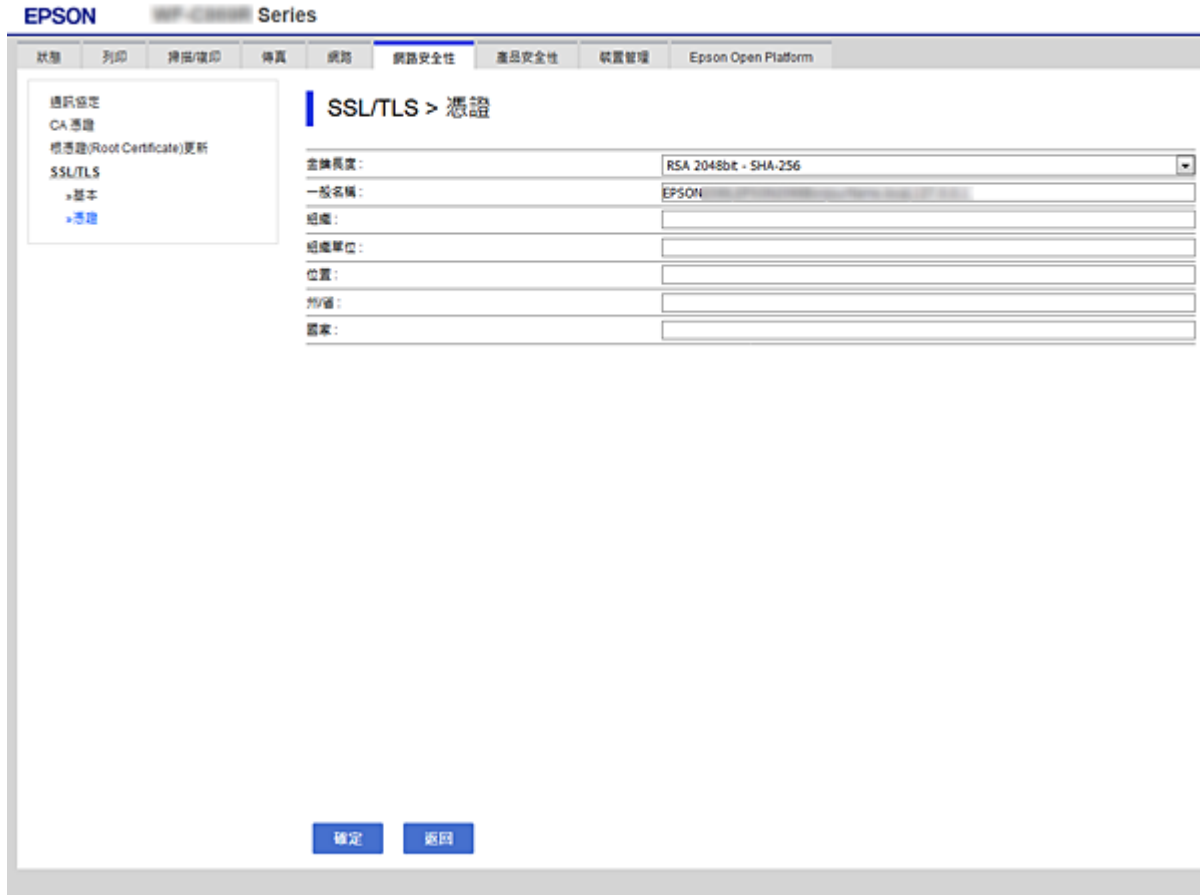 EPSON Series
狀態 列印 掃描/復印 傳真 網路 網路安全性 產品安全性 裝置管理 Epson Open Platform
通訊協定
CA 憑證
根憑證(Root Certificate)更新
SSL/TLS
»基本
»憑證
SSL/TLS > 憑證
金鑰長度 : RSA 2048bit - SHA-256
一般名稱 : EPSON
組織 :
組織單位 :
位置 :
州/省 :
國家 :
確定 返回